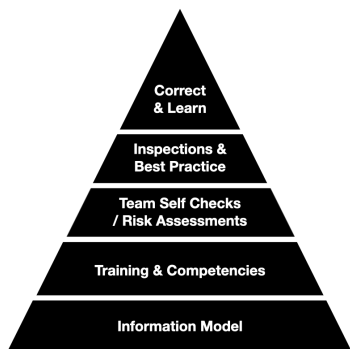 Correct
& Learn
Inspections &
Best Practice
Team Self Checks
/ Risk Assessments
Training & Competencies
Information Model